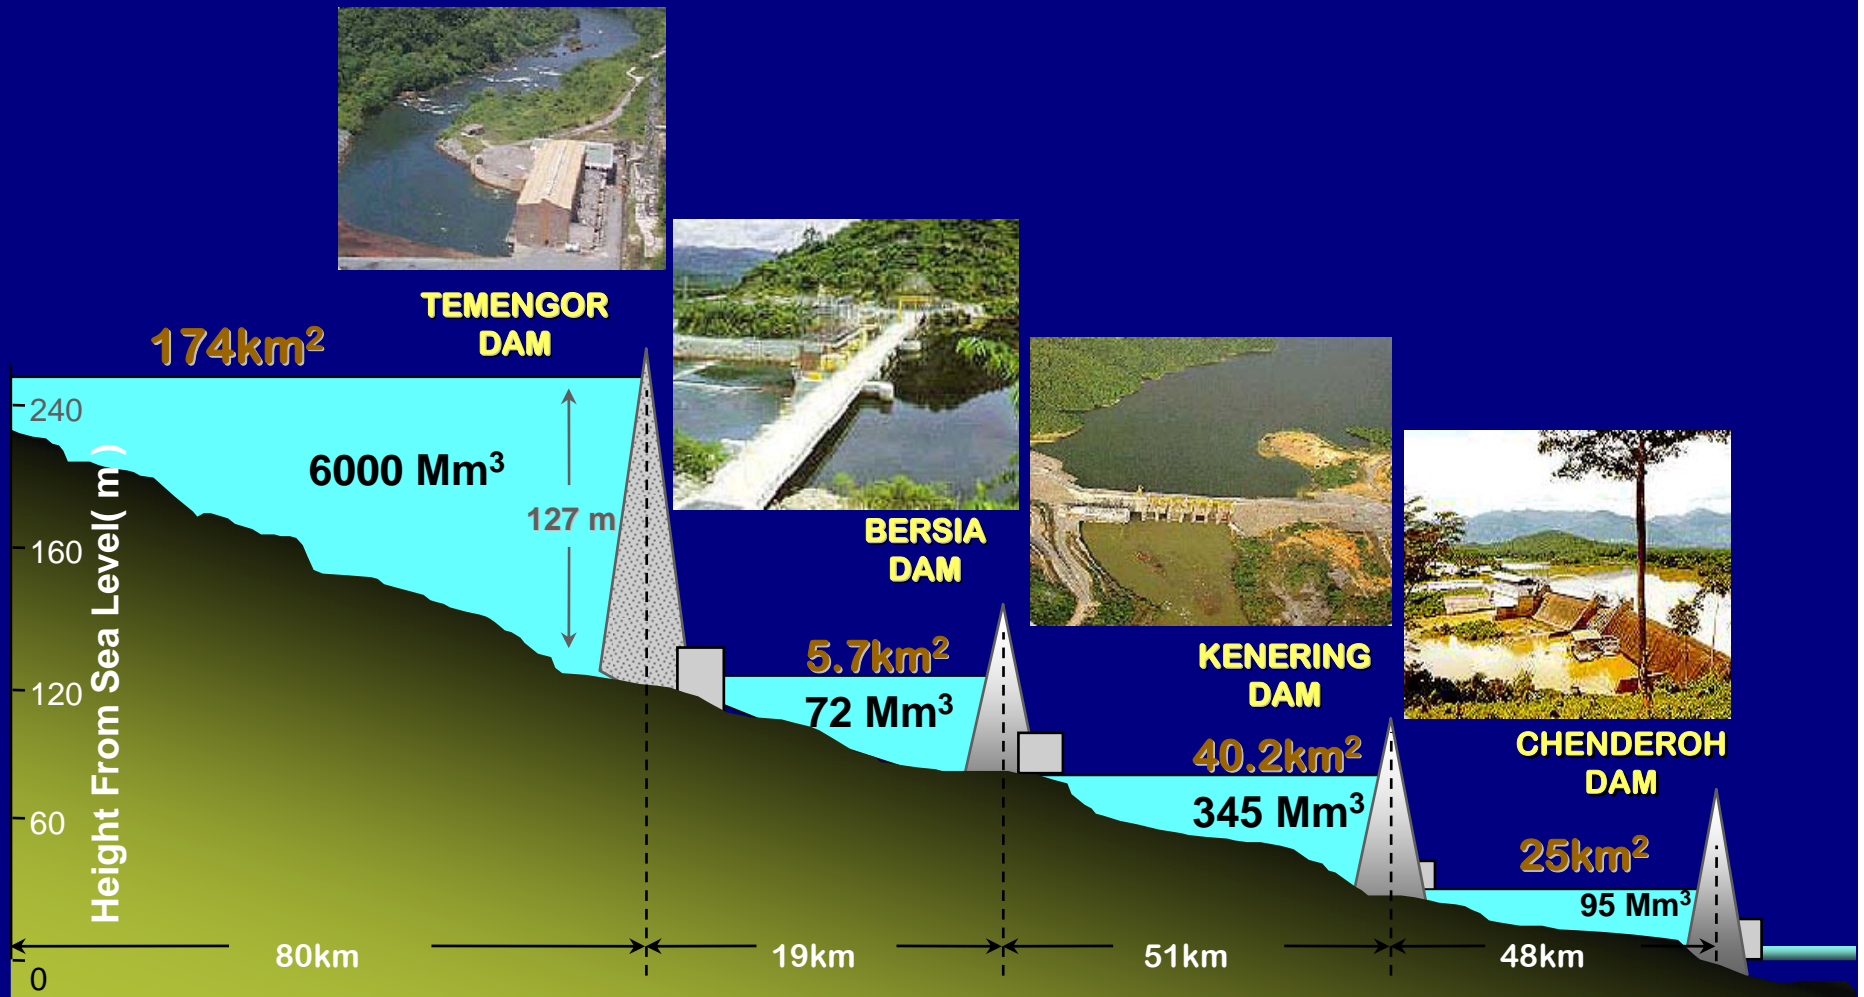 TEMENGOR
DAM
174km²
240
6000 Mm³
127 m
160
BERSIA
DAM
5.7km²
72 Mm³
120
KENERING
DAM
40.2km²
345 Mm³
CHENDEROH
DAM
60
25km²
95 Mm³
Height From Sea Level( m )
80km
19km
51km
48km
0